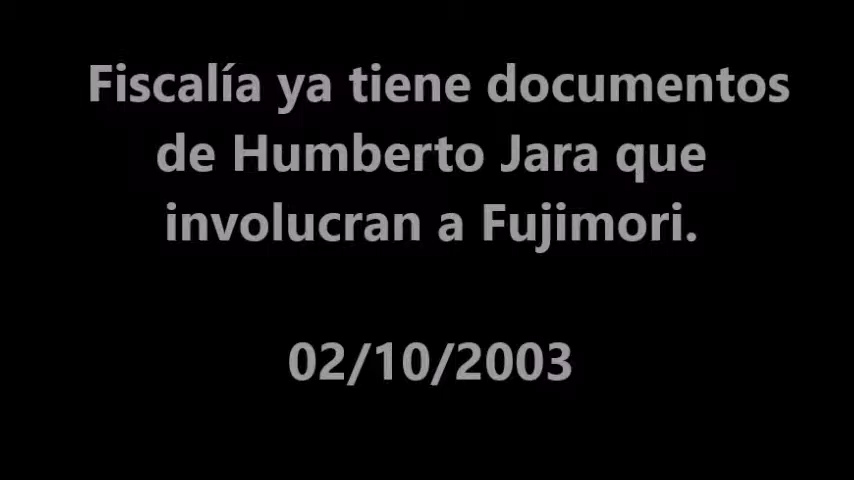 Fiscalía ya tiene documentos
de Humberto Jara que
involucran a Fujimori.
02/10/2003